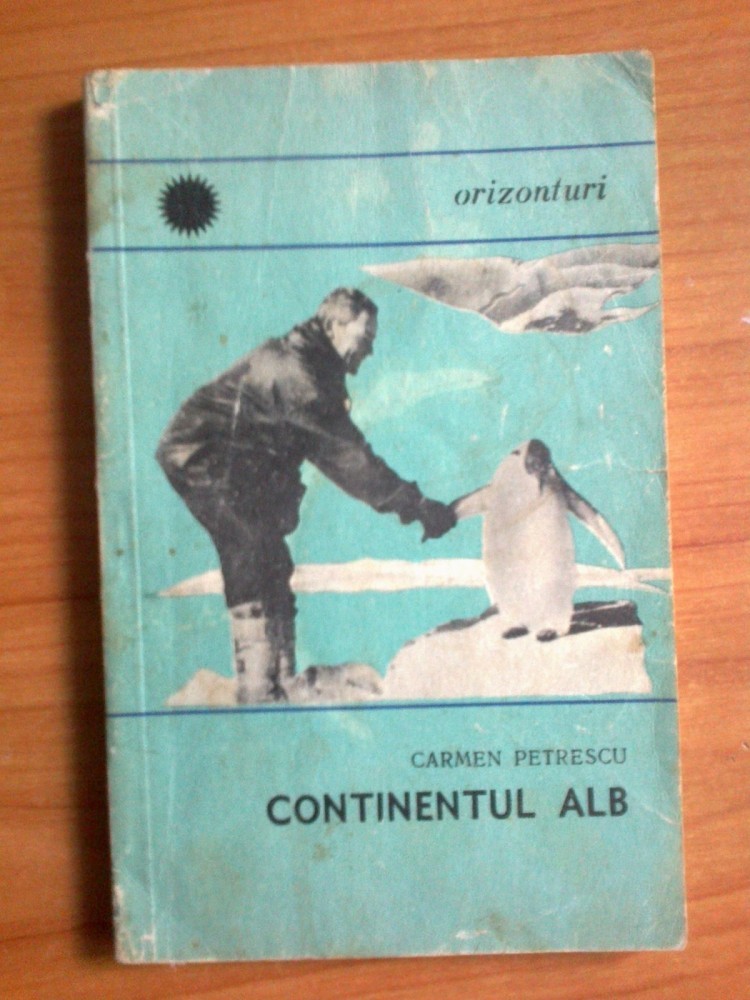 orizonturi
CARMEN PETRESCU
CONTINENTUL ALB